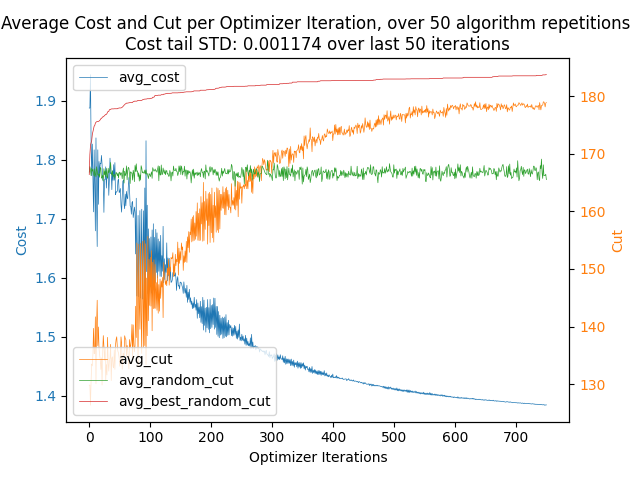 Average Cost and Cut per Optimizer Iteration, over 50 algorithm repetitions
Cost tail STD: 0.001174 over last 50 iterations
avg_cost
1.9
1.8
1.7
1.6
1.5
1.4
Cost
180
170
160
150
140
130
Cut
avg_cut
avg_random_cut
avg_best_random_cut
0 100 200 300 400 500 600 700
Optimizer Iterations